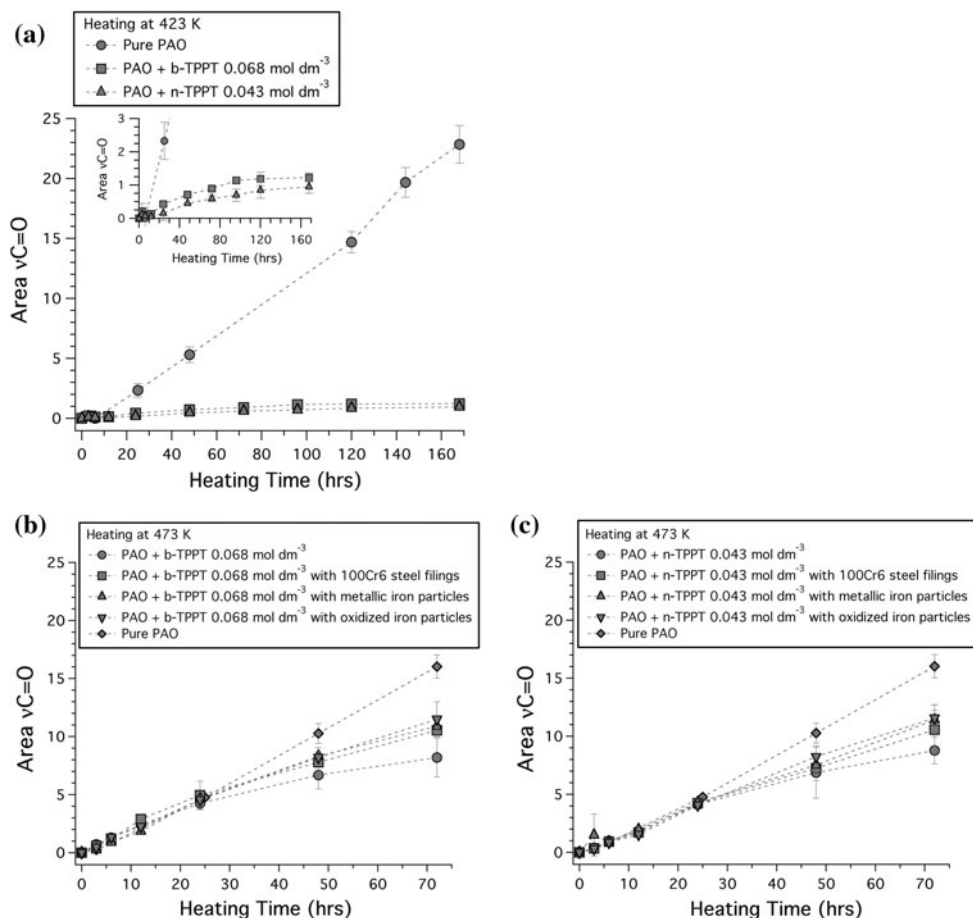 (a)
Heating at 423 K
Pure PAO
PAO + b-TPPT 0.068 mol dm⁻³
PAO + n-TPPT 0.043 mol dm⁻³
25
20
15
10
5
0
Area νC=O
0 20 40 60 80 100 120 140 160
Heating Time (hrs)
3
2
1
0
Area νC=O
0 40 80 120 160
Heating Time (hrs)
(b)
Heating at 473 K
PAO + b-TPPT 0.068 mol dm⁻³
PAO + b-TPPT 0.068 mol dm⁻³ with 100Cr6 steel filings
PAO + b-TPPT 0.068 mol dm⁻³ with metallic iron particles
PAO + b-TPPT 0.068 mol dm⁻³ with oxidized iron particles
Pure PAO
25
20
15
10
5
0
Area νC=O
0 10 20 30 40 50 60 70
Heating Time (hrs)
(c)
Heating at 473 K
PAO + n-TPPT 0.043 mol dm⁻³
PAO + n-TPPT 0.043 mol dm⁻³ with 100Cr6 steel filings
PAO + n-TPPT 0.043 mol dm⁻³ with metallic iron particles
PAO + n-TPPT 0.043 mol dm⁻³ with oxidized iron particles
Pure PAO
25
20
15
10
5
0
Area νC=O
0 10 20 30 40 50 60 70
Heating Time (hrs)